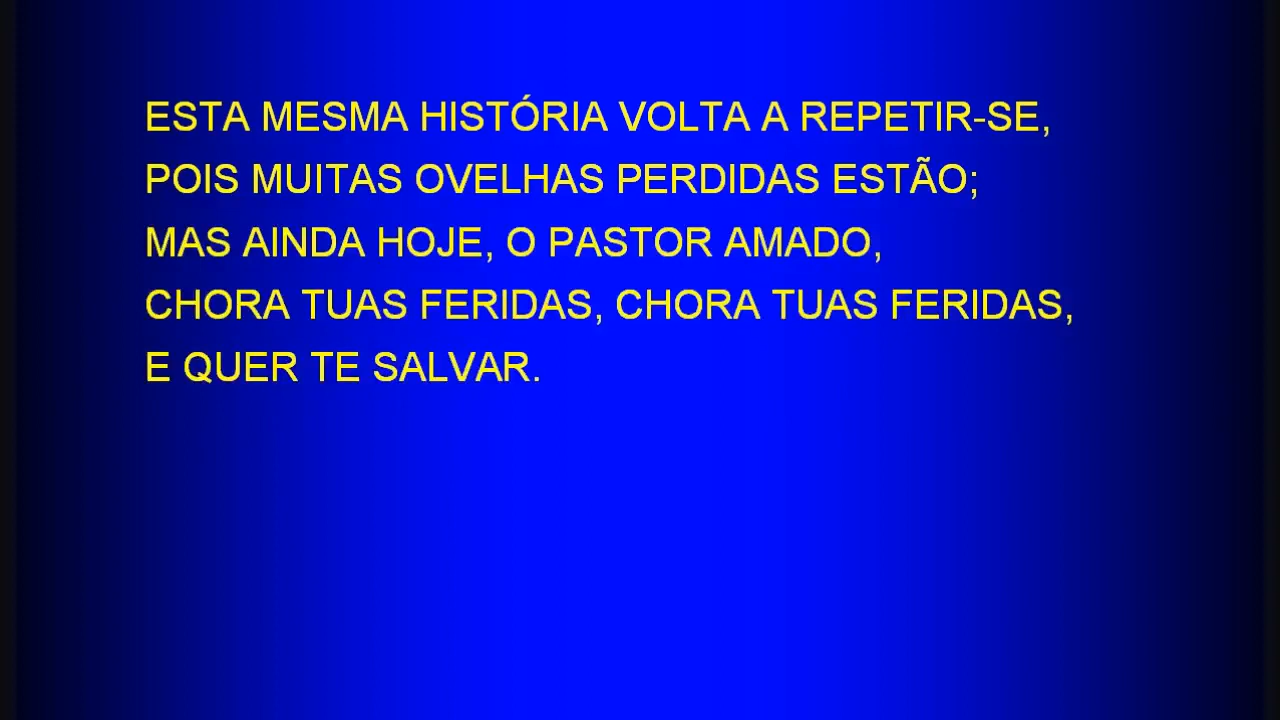 ESTA MESMA HISTÓRIA VOLTA A REPETIR-SE,
POIS MUITAS OVELHAS PERDIDAS ESTÃO;
MAS AINDA HOJE, O PASTOR AMADO,
CHORA TUAS FERIDAS, CHORA TUAS FERIDAS,
E QUER TE SALVAR.